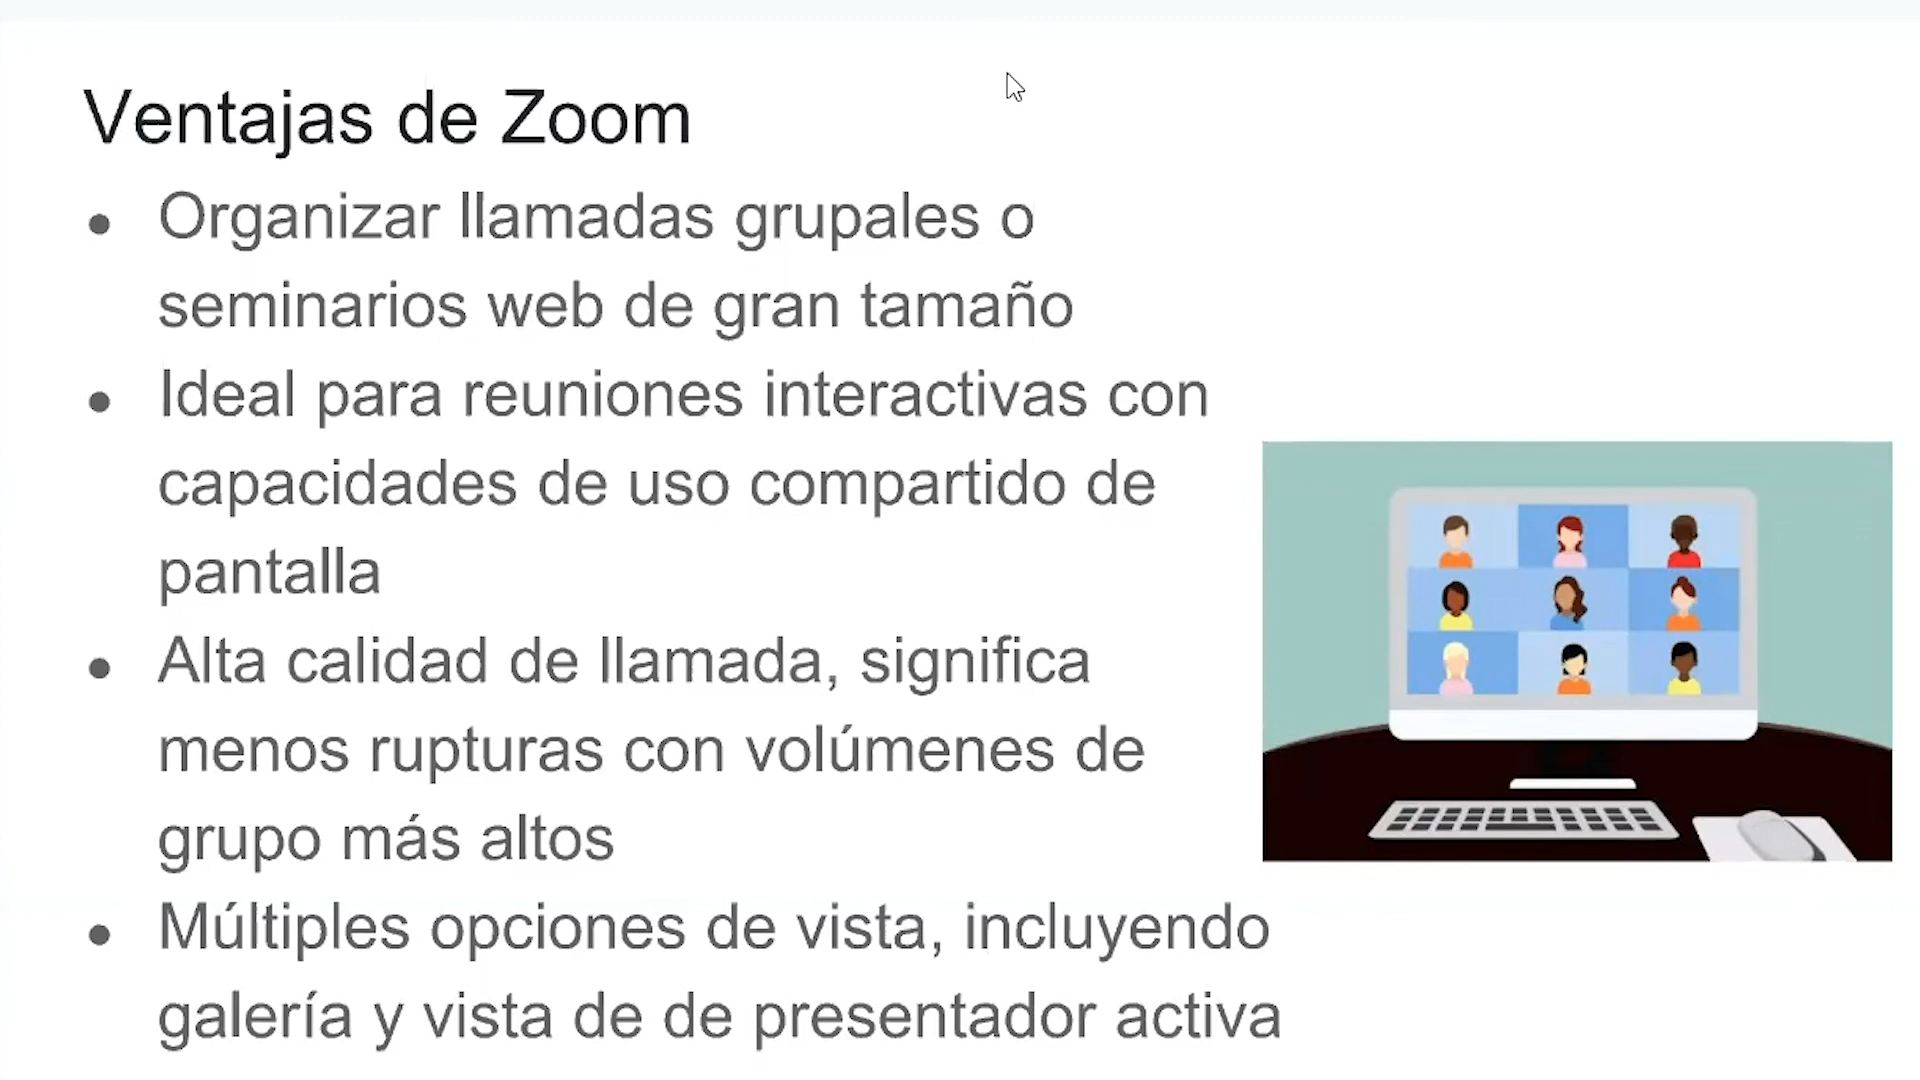 Ventajas de Zoom
● Organizar llamadas grupales o
seminarios web de gran tamaño
● Ideal para reuniones interactivas con
capacidades de uso compartido de
pantalla
● Alta calidad de llamada, significa
menos rupturas con volúmenes de
grupo más altos
● Múltiples opciones de vista, incluyendo
galería y vista de de presentador activa